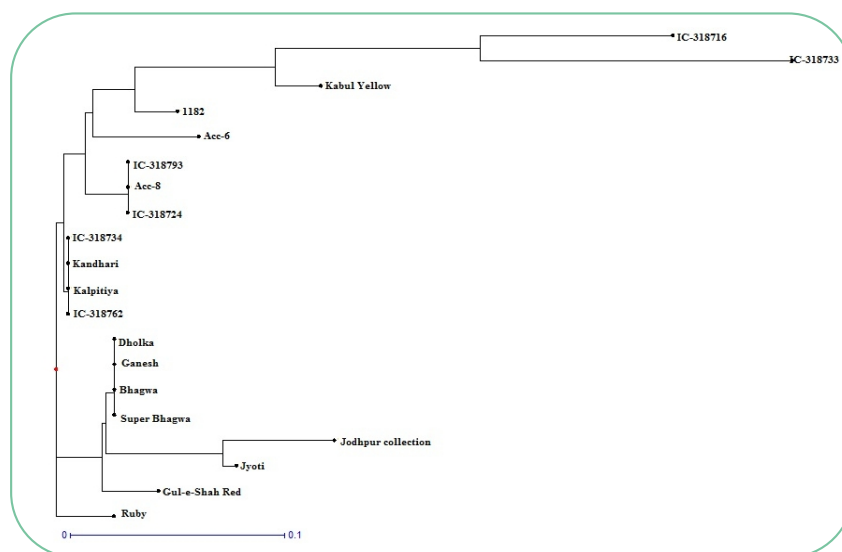 IC-318716
IC-318733
Kabul Yellow
1182
Acc-6
IC-318793
Acc-8
IC-318724
IC-318734
Kandhari
Kalpitiya
IC-318762
Dholka
Ganesh
Bhagwa
Super Bhagwa
Jodhpur collection
Jyoti
Gul-e-Shah Red
Ruby
0 0.1